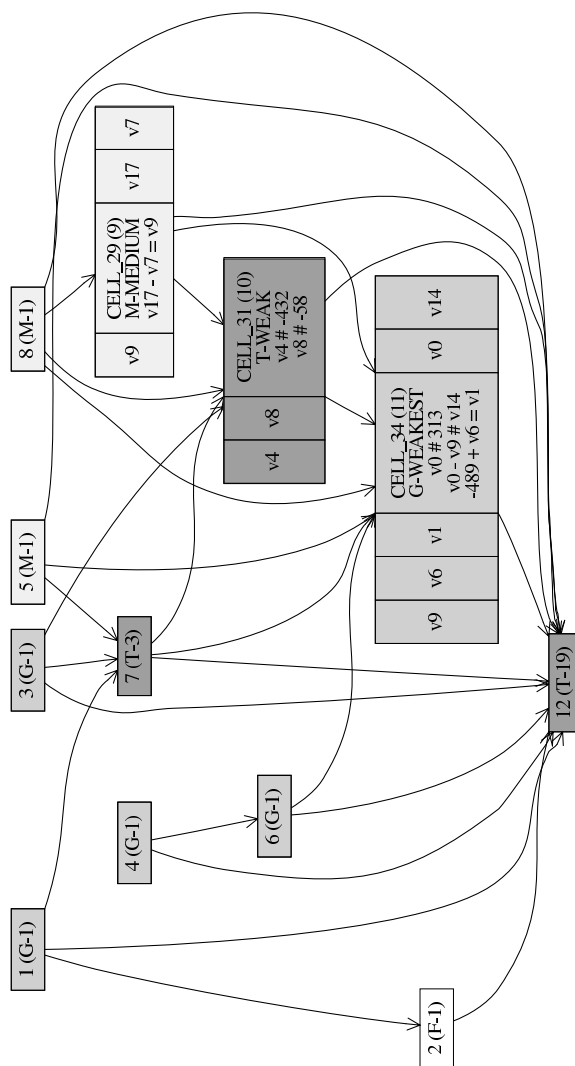 8 (M-1)
5 (M-1)
3 (G-1)
1 (G-1)
v9
CELL_29 (9)
M-MEDIUM
v17 - v7 = v9
v17
v7
7 (T-3)
4 (G-1)
v4
v8
CELL_31 (10)
T-WEAK
v4 # -432
v8 # -58
6 (G-1)
v9
v6
v1
CELL_34 (11)
G-WEAKEST
v0 # 313
v0 - v9 # v14
-489 + v6 = v1
v0
v14
2 (F-1)
12 (T-19)